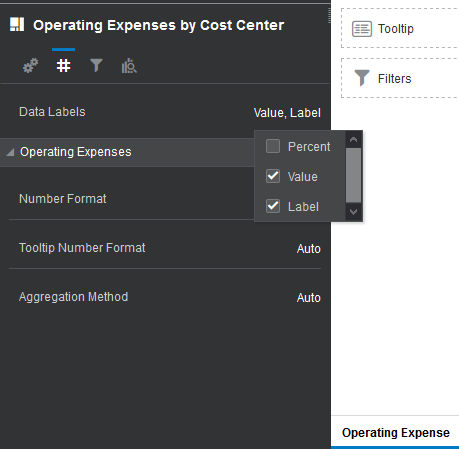 Operating Expenses by Cost Center
Data Labels Value, Label
Operating Expenses
Percent
Value
Label
Number Format
Tooltip Number Format Auto
Aggregation Method Auto
Tooltip
Filters
Operating Expense